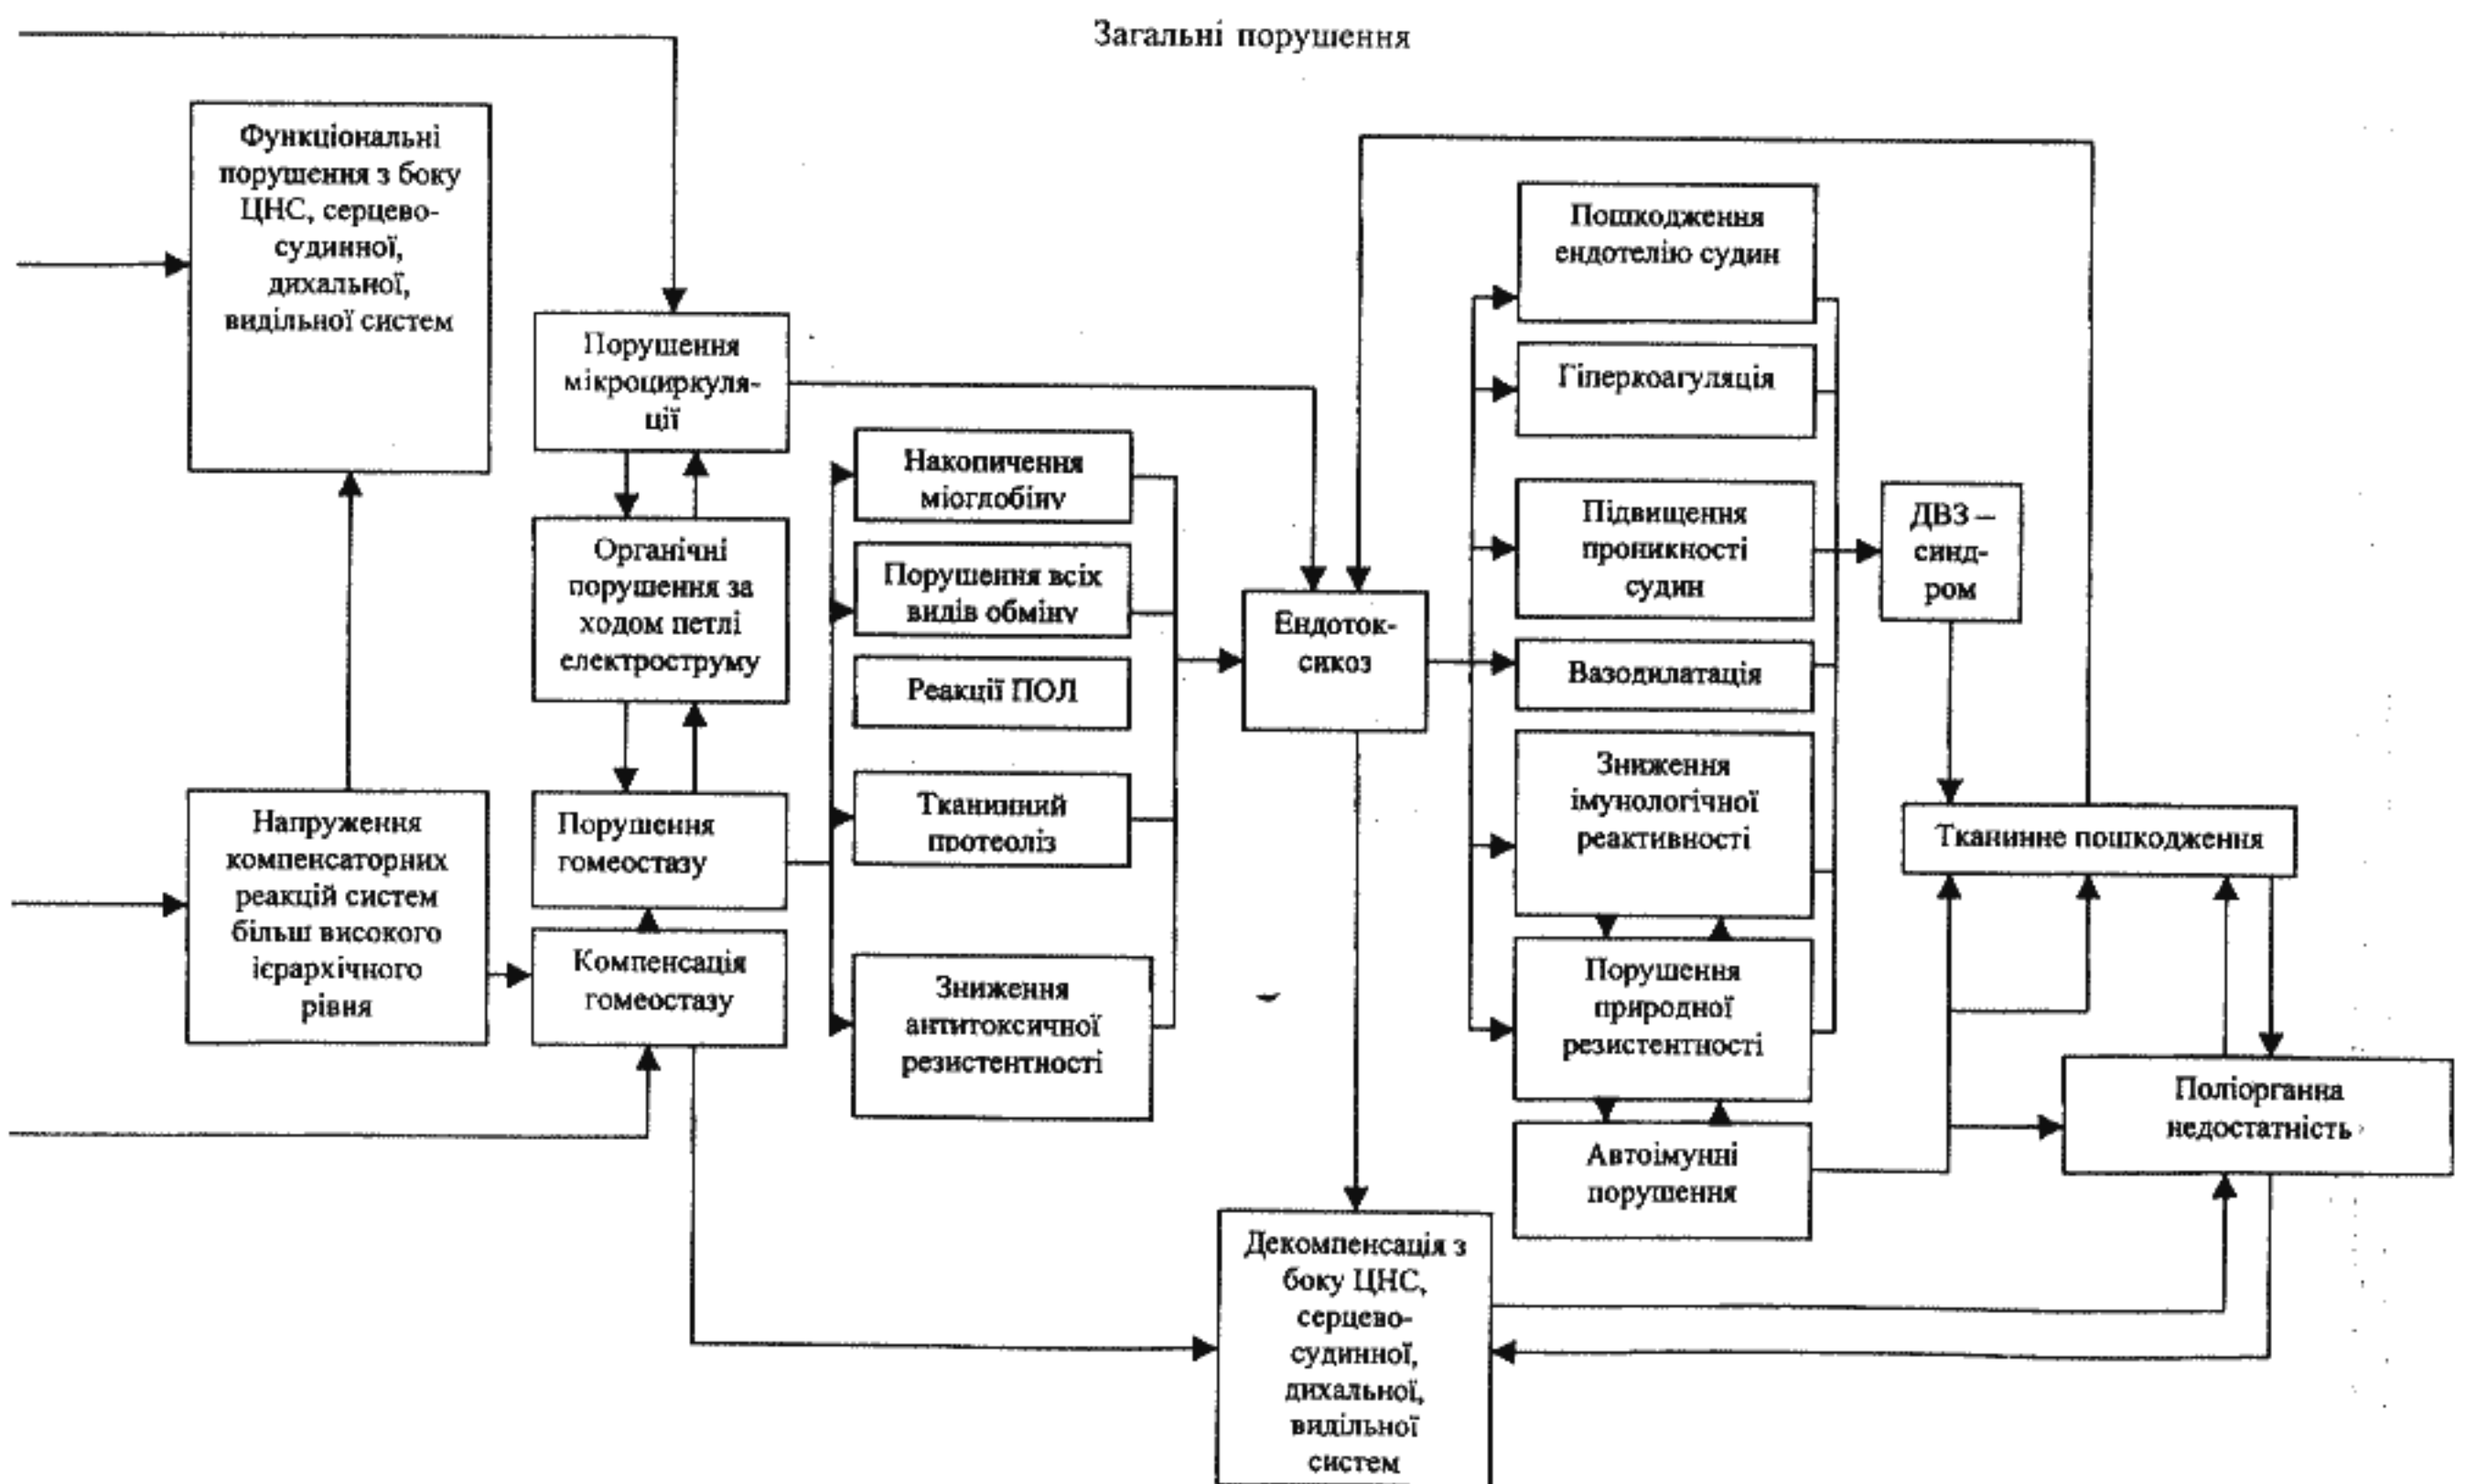 Загальні порушення
Функціональні
порушення з боку
ЦНС, серцево-
судинної,
дихальної,
видільної систем
Порушення
мікроциркуля-
ції
Органічні
порушення за
ходом петлі
електроструму
Напруження
компенсаторних
реакцій систем
більш високого
ієрархічного
рівня
Порушення
гомеостазу
Компенсація
гомеостазу
Накопичення
міоглобіну
Порушення всіх
видів обміну
Реакції ПОЛ
Тканинний
протеоліз
Зниження
антитоксичної
резистентності
Ендоток-
сикоз
Декомпенсація з
боку ЦНС,
серцево-
судинної,
дихальної,
видільної
систем
Пошкодження
ендотелію судин
Гіперкоагуляція
Підвищення
проникності
судин
Вазодилатація
Зниження
імунологічної
реактивності
Порушення
природної
резистентності
Автоімунні
порушення
ДВЗ –
синд-
ром
Тканинне пошкодження
Поліорганна
недостатність